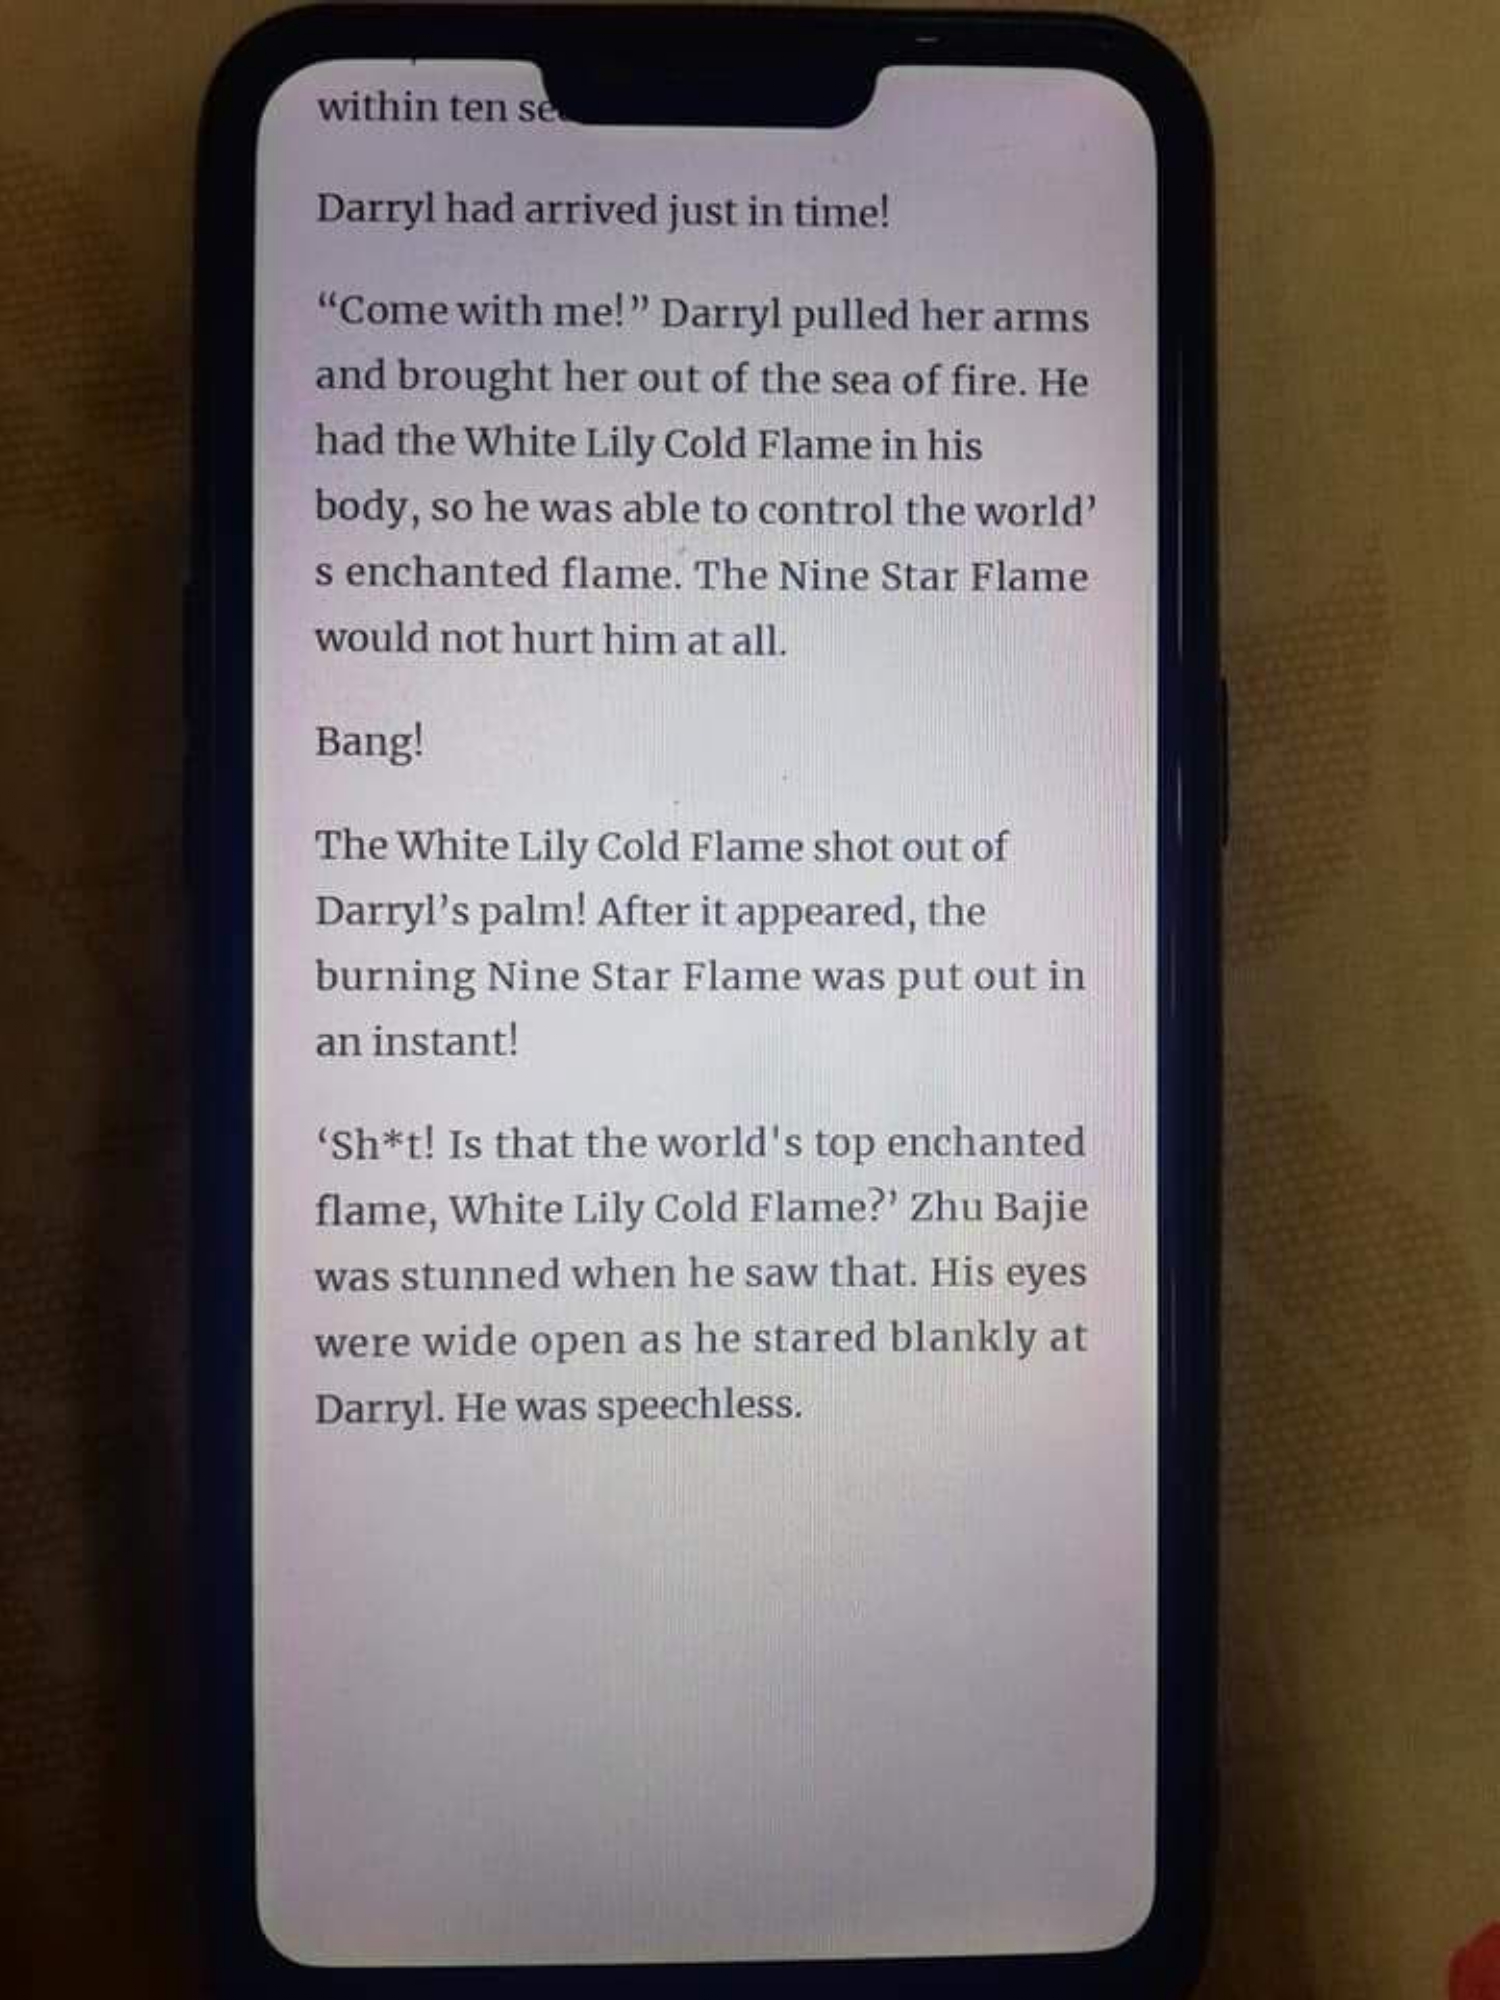 within ten
Darryl had arrived just in time!
“Come with me!” Darryl pulled her arms
and brought her out of the sea of fire. He
had the White Lily Cold Flame in his
body, so he was able to control the world’
s enchanted flame. The Nine Star Flame
would not hurt him at all.
Bang!
The White Lily Cold Flame shot out of
Darryl’s palm! After it appeared, the
burning Nine Star Flame was put out in
an instant!
‘Sh*t! Is that the world's top enchanted
flame, White Lily Cold Flame?’ Zhu Bajie
was stunned when he saw that. His eyes
were wide open as he stared blankly at
Darryl. He was speechless.